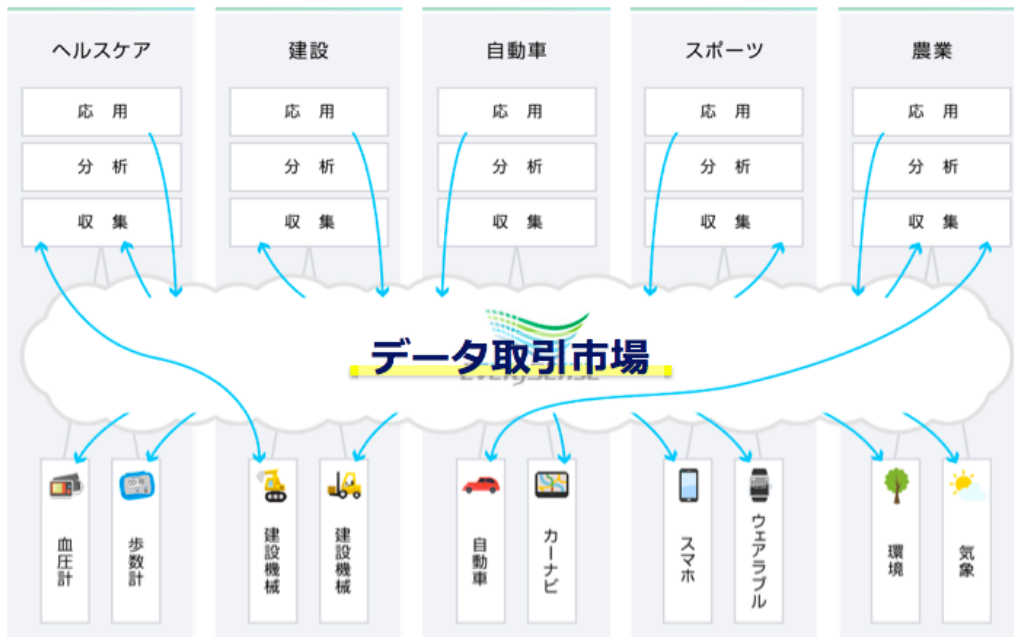 ヘルスケア
建設
自動車
スポーツ
農業
応 用
応 用
応 用
応 用
応 用
分 析
分 析
分 析
分 析
分 析
収 集
収 集
収 集
収 集
収 集
データ取引市場
EverySense
血圧計
歩数計
建設機械
建設機械
自動車
カーナビ
スマホ
ウェアラブル
環境
気象